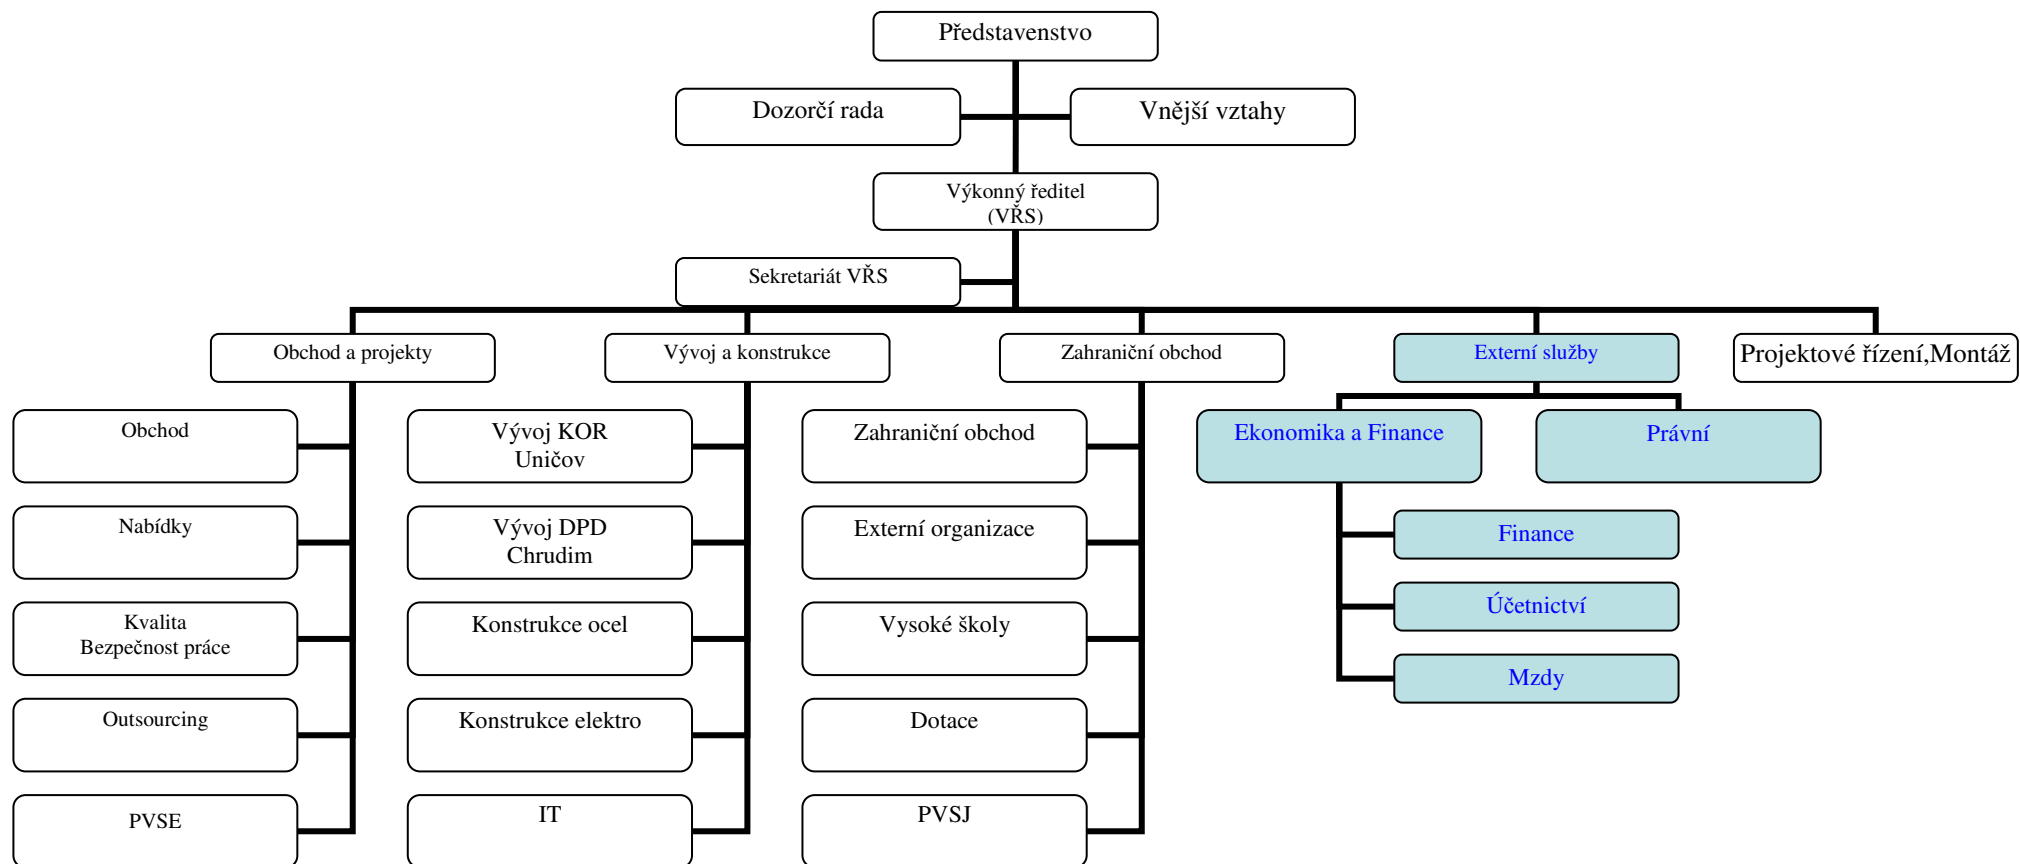 Představenstvo
Dozorčí rada
Vnější vztahy
Výkonný ředitel
(VŘS)
Sekretariát VŘS
Obchod a projekty
Vývoj a konstrukce
Zahraniční obchod
Externí služby
Projektové řízení,Montáž
Obchod
Vývoj KOR
Uničov
Zahraniční obchod
Ekonomika a Finance
Právní
Nabídky
Vývoj DPD
Chrudim
Externí organizace
Finance
Účetnictví
Kvalita
Bezpečnost práce
Konstrukce ocel
Vysoké školy
Mzdy
Outsourcing
Konstrukce elektro
Dotace
PVSE
IT
PVSJ